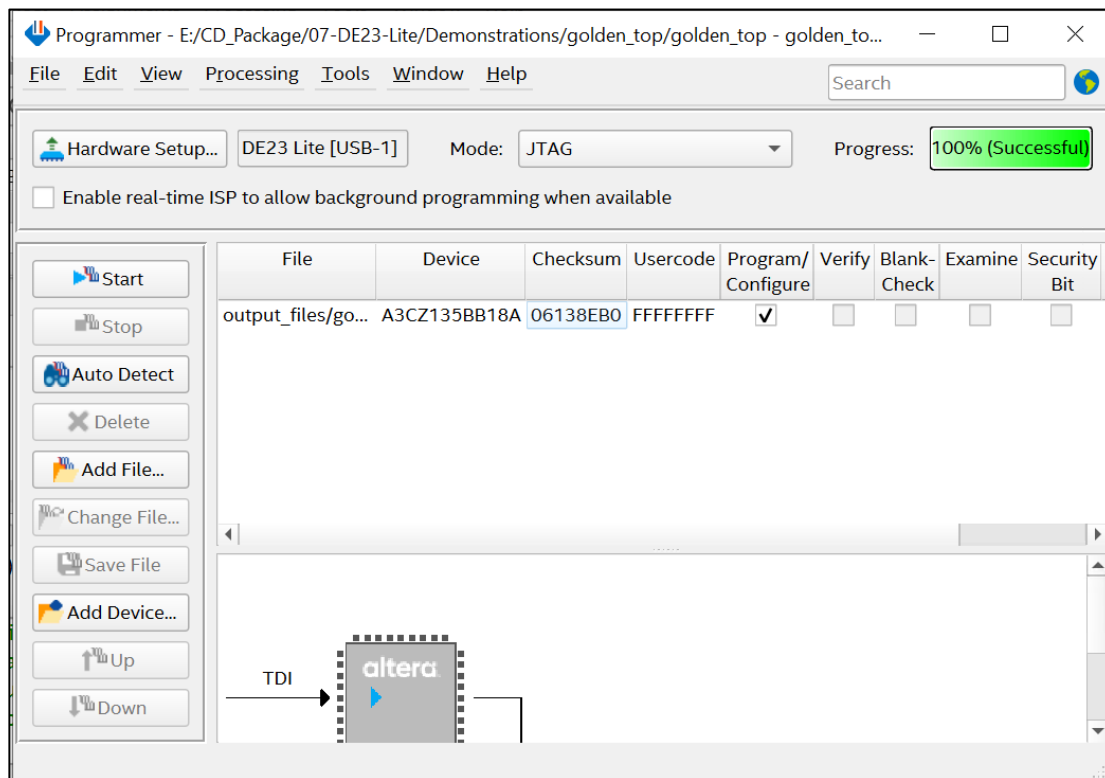 Programmer - E:/CD_Package/07-DE23-Lite/Demonstrations/golden_top/golden_top - golden_to...
File Edit View Processing Tools Window Help
Search
Hardware Setup... DE23 Lite [USB-1] Mode: JTAG Progress: 100% (Successful)
Enable real-time ISP to allow background programming when available
File Device Checksum Usercode Program/ Verify Blank- Examine Security
Configure Check Bit
output_files/go... A3CZ135BB18A 06138EB0 FFFFFFFF
Start
Stop
Auto Detect
Delete
Add File...
Change File...
Save File
Add Device...
Up
Down
altera
TDI